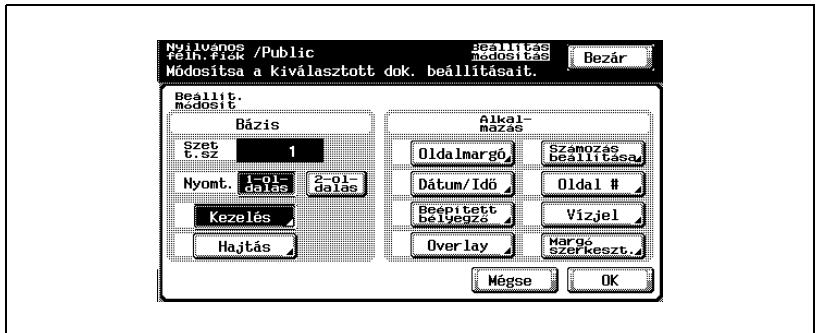 Nyilvános félh.fiók /Public
Beállítás módosítás
Bezár
Módosítsa a kiválasztott dok. beállításait.
Beállít. módosít
Bázis
Szet t.sz 1
Nyomt. 1-ol-dalas 2-ol-dalas
Kezelés
Hajtás
Alkal-mazás
Oldalmargó
Számozás beállítása
Dátum/Idő
Oldal #
Beépített bélyegző
Vízjel
Overlay
Margó szerkeszt.
Mégse
OK